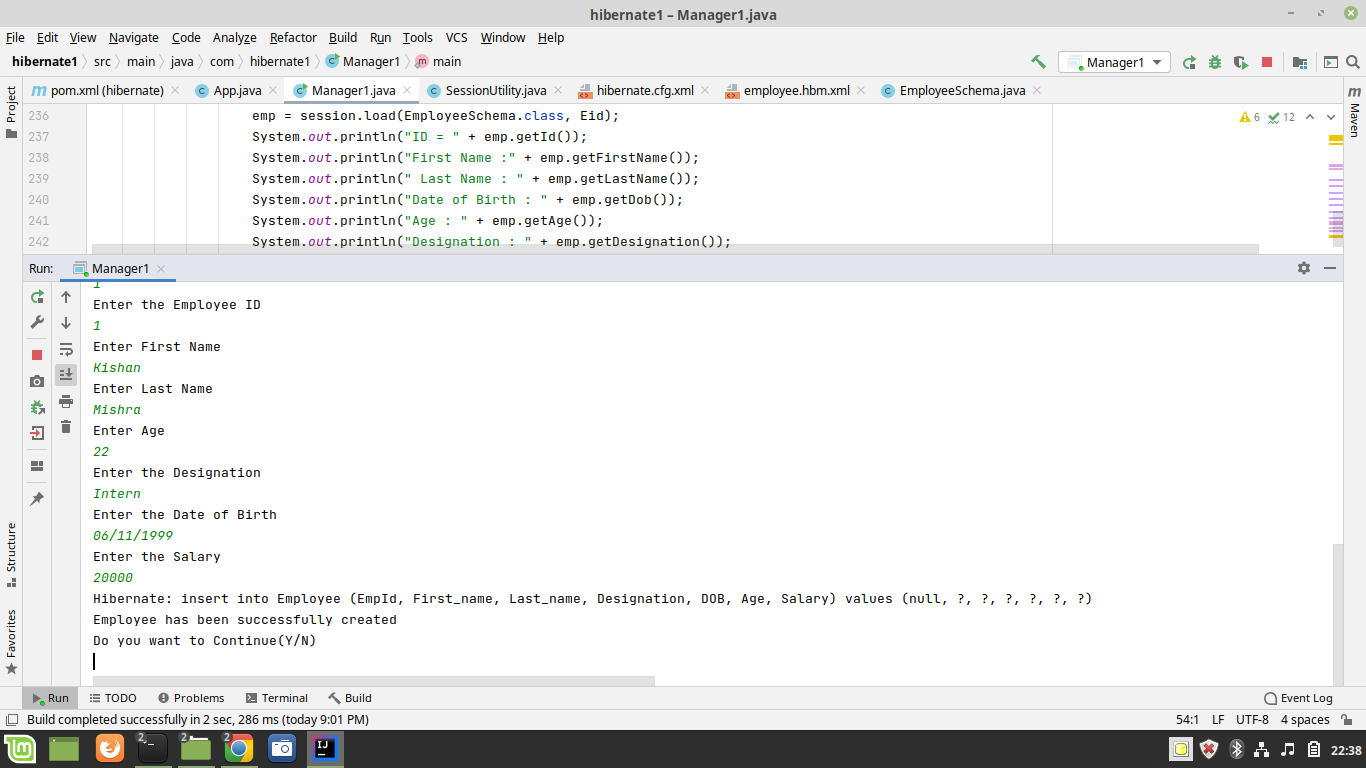 hibernate1 – Manager1.java
File Edit View Navigate Code Analyze Refactor Build Run Tools VCS Window Help
hibernate1 src main java com hibernate1 Manager1 main Manager1
pom.xml (hibernate) App.java Manager1.java SessionUtility.java hibernate.cfg.xml employee.hbm.xml EmployeeSchema.java
Project
Maven
6 12
236 emp = session.load(EmployeeSchema.class, Eid);
237 System.out.println("ID = " + emp.getId());
238 System.out.println("First Name :" + emp.getFirstName());
239 System.out.println(" Last Name : " + emp.getLastName());
240 System.out.println("Date of Birth : " + emp.getDob());
241 System.out.println("Age : " + emp.getAge());
242 System.out.println("Designation : " + emp.getDesignation());
Run: Manager1
1
Enter the Employee ID
1
Enter First Name
Kishan
Enter Last Name
Mishra
Enter Age
22
Enter the Designation
Intern
Enter the Date of Birth
06/11/1999
Enter the Salary
20000
Hibernate: insert into Employee (EmpId, First_name, Last_name, Designation, DOB, Age, Salary) values (null, ?, ?, ?, ?, ?, ?)
Employee has been successfully created
Do you want to Continue(Y/N)
Structure
Favorites
Run TODO Problems Terminal Build Event Log
Build completed successfully in 2 sec, 286 ms (today 9:01 PM) 54:1 LF UTF-8 4 spaces
2 2 2 IJ 22:38